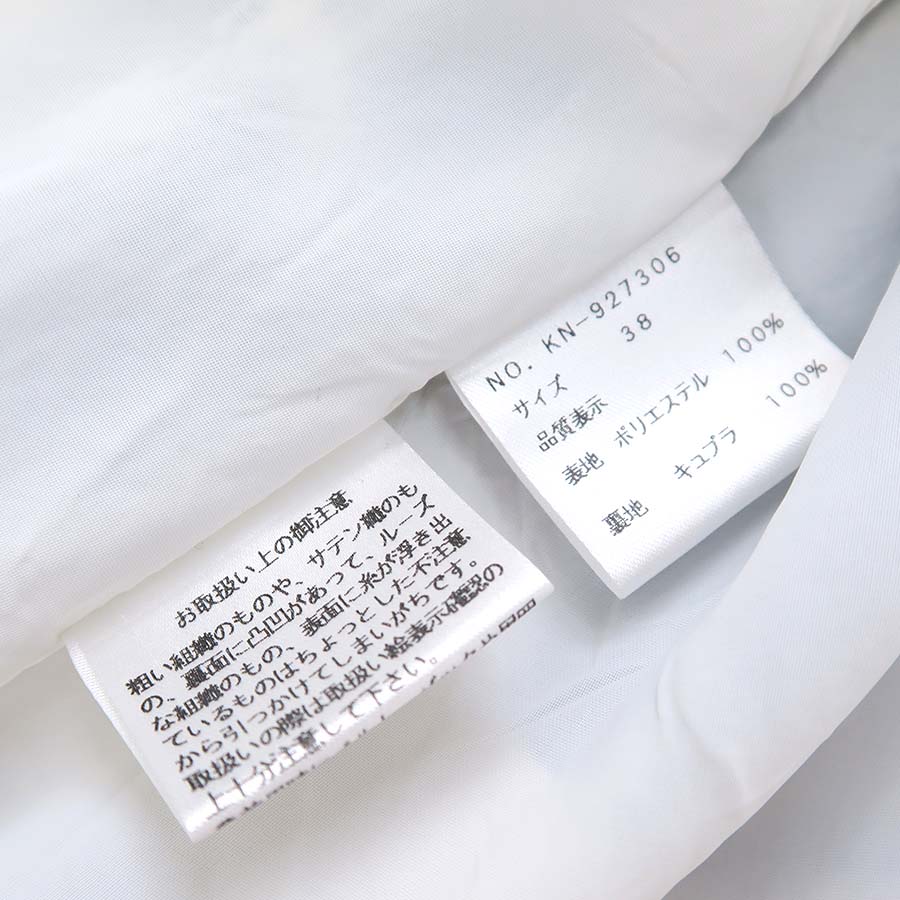 お取扱い上の御注意
粗い組織のものや、サテン織のも
の、裏面に凸凹があって、ルーズ
な組織のもの、表面に糸が浮き出
ているものはちょっとした不注意
から引っかけてしまいがちです。
取扱いの際は取扱い絵表示確認の
上十分注意して下さい。
NO. KN-927306
サイズ 38
品質表示
表地 ポリエステル 100%
裏地 キュプラ 100%